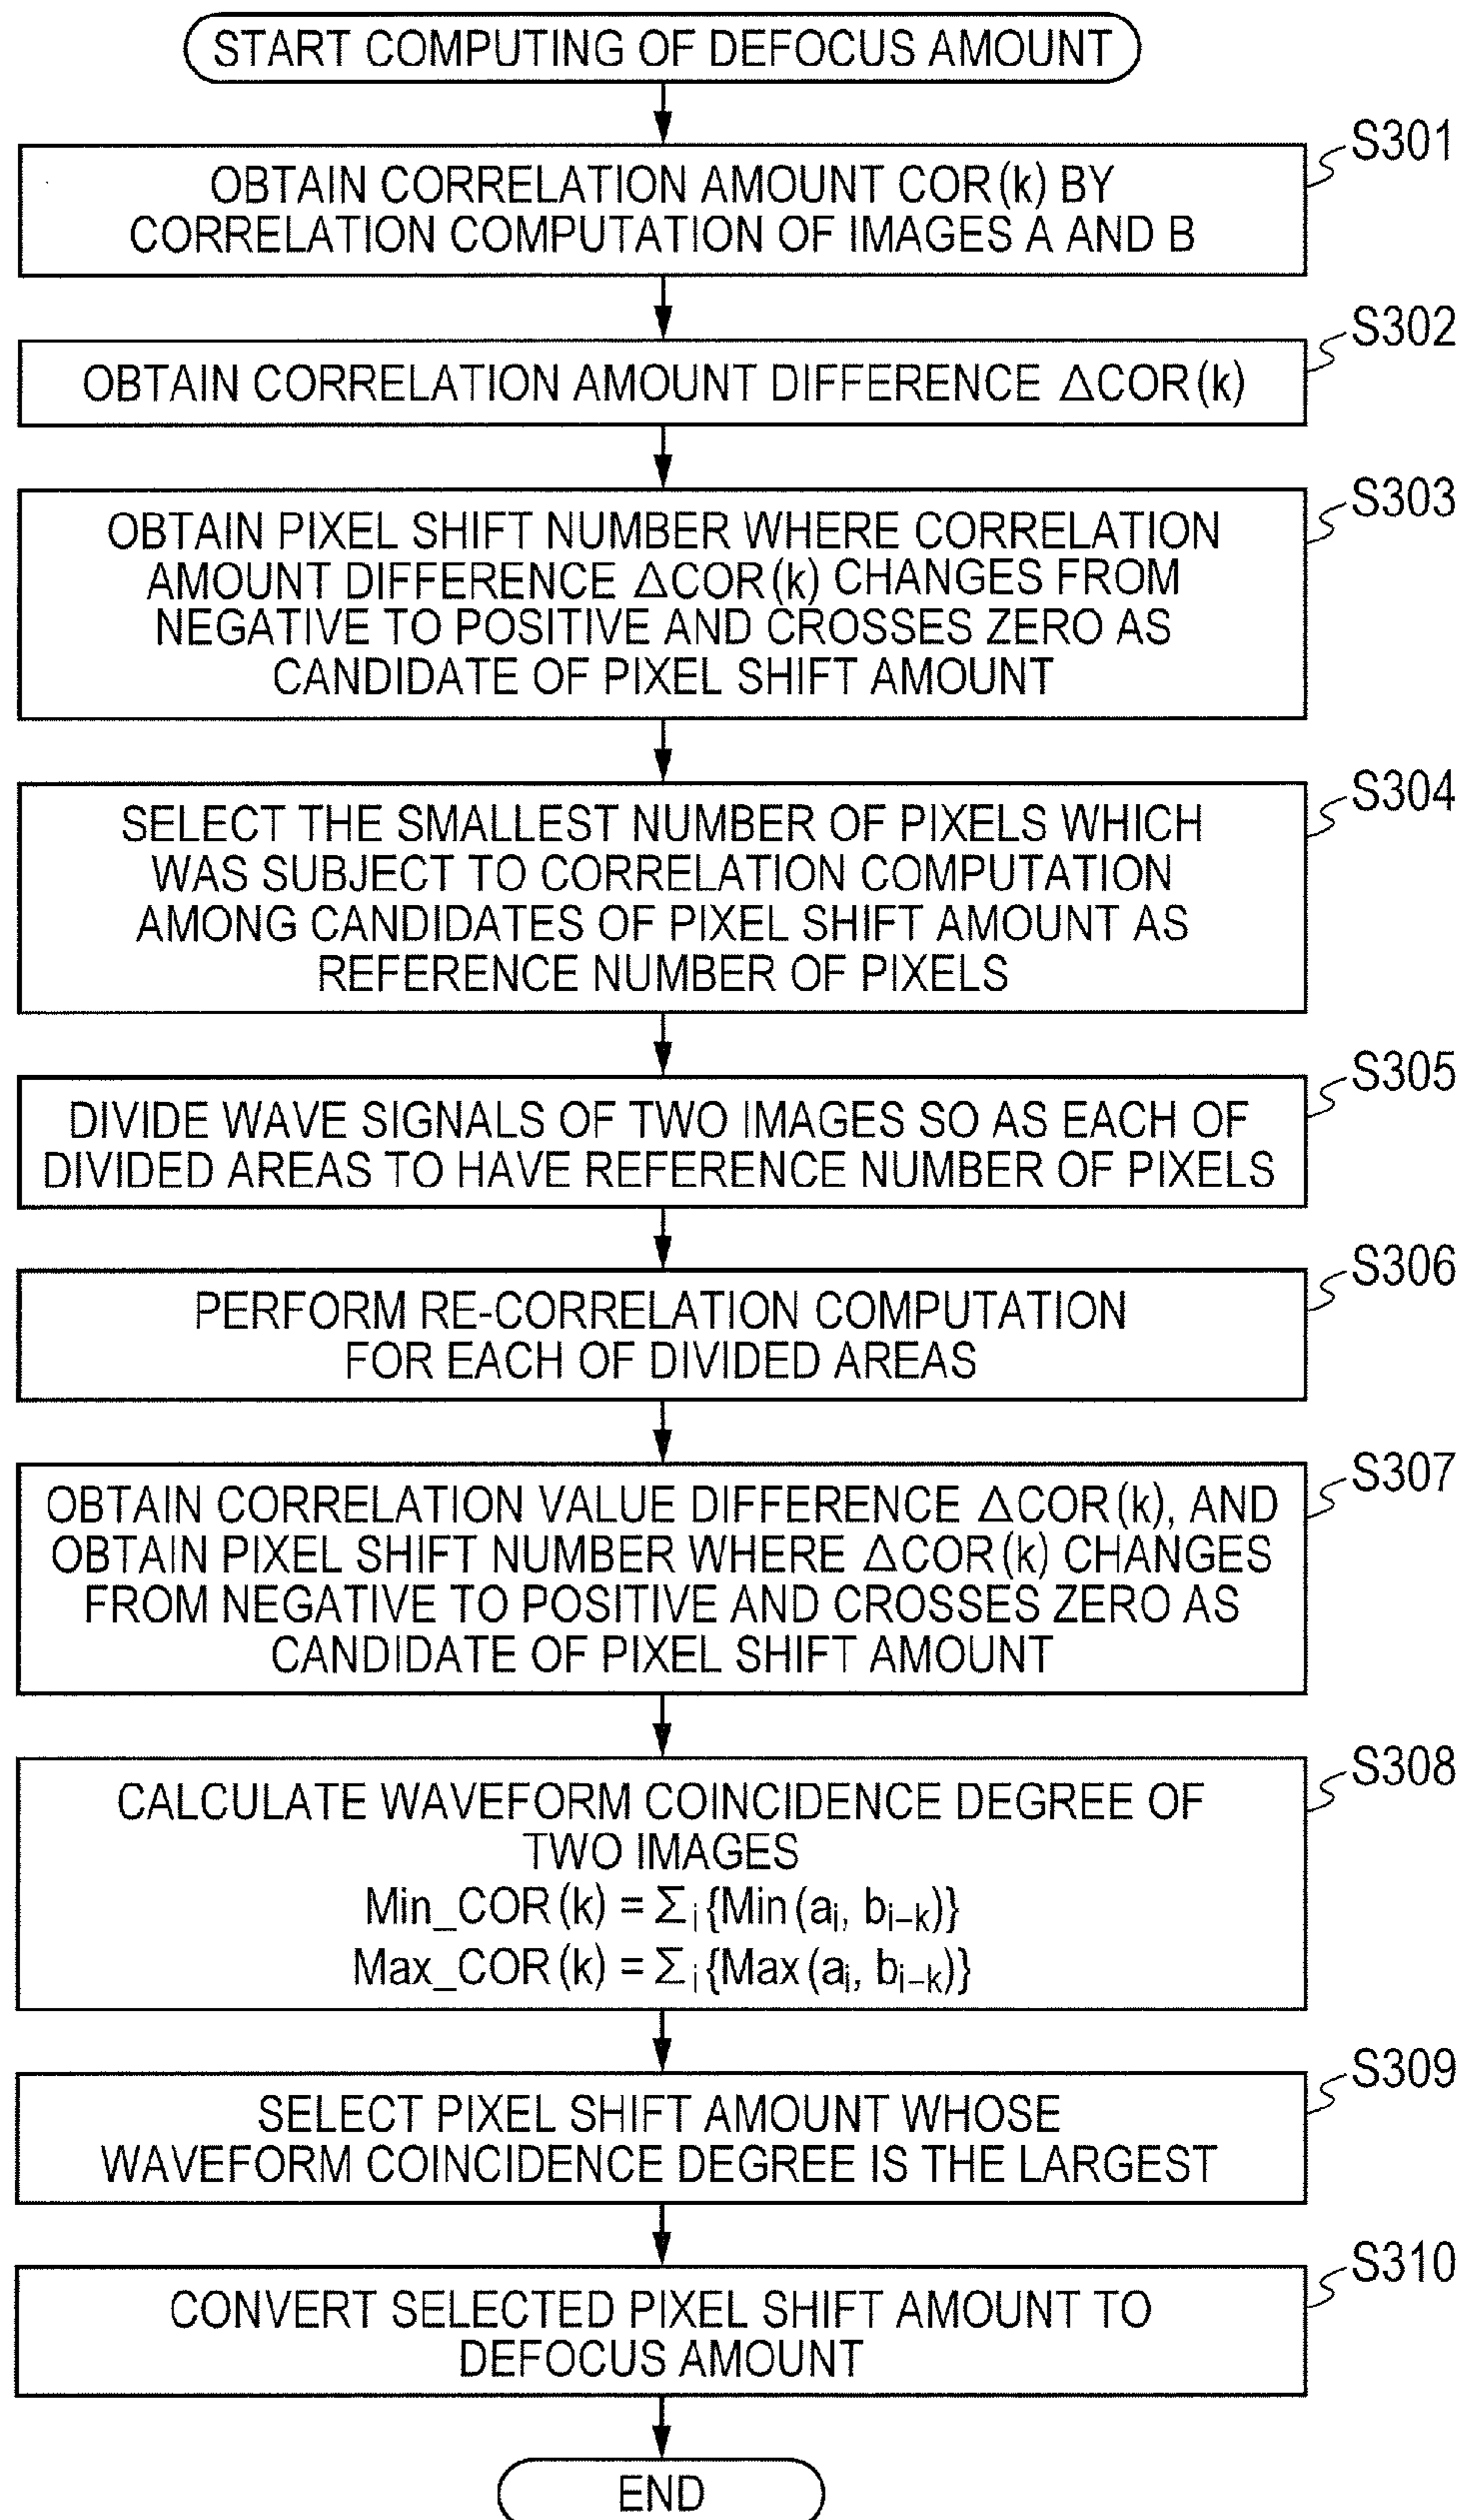 START COMPUTING OF DEFOCUS AMOUNT
S301
OBTAIN CORRELATION AMOUNT COR(k) BY
CORRELATION COMPUTATION OF IMAGES A AND B
S302
OBTAIN CORRELATION AMOUNT DIFFERENCE △COR(k)
S303
OBTAIN PIXEL SHIFT NUMBER WHERE CORRELATION
AMOUNT DIFFERENCE △COR(k) CHANGES FROM
NEGATIVE TO POSITIVE AND CROSSES ZERO AS
CANDIDATE OF PIXEL SHIFT AMOUNT
S304
SELECT THE SMALLEST NUMBER OF PIXELS WHICH
WAS SUBJECT TO CORRELATION COMPUTATION
AMONG CANDIDATES OF PIXEL SHIFT AMOUNT AS
REFERENCE NUMBER OF PIXELS
S305
DIVIDE WAVE SIGNALS OF TWO IMAGES SO AS EACH OF
DIVIDED AREAS TO HAVE REFERENCE NUMBER OF PIXELS
S306
PERFORM RE-CORRELATION COMPUTATION
FOR EACH OF DIVIDED AREAS
S307
OBTAIN CORRELATION VALUE DIFFERENCE △COR(k), AND
OBTAIN PIXEL SHIFT NUMBER WHERE △COR(k) CHANGES
FROM NEGATIVE TO POSITIVE AND CROSSES ZERO AS
CANDIDATE OF PIXEL SHIFT AMOUNT
S308
CALCULATE WAVEFORM COINCIDENCE DEGREE OF
TWO IMAGES
Min_COR(k) = Σᵢ{Min(aᵢ, bᵢ₋ₖ)}
Max_COR(k) = Σᵢ{Max(aᵢ, bᵢ₋ₖ)}
S309
SELECT PIXEL SHIFT AMOUNT WHOSE
WAVEFORM COINCIDENCE DEGREE IS THE LARGEST
S310
CONVERT SELECTED PIXEL SHIFT AMOUNT TO
DEFOCUS AMOUNT
END